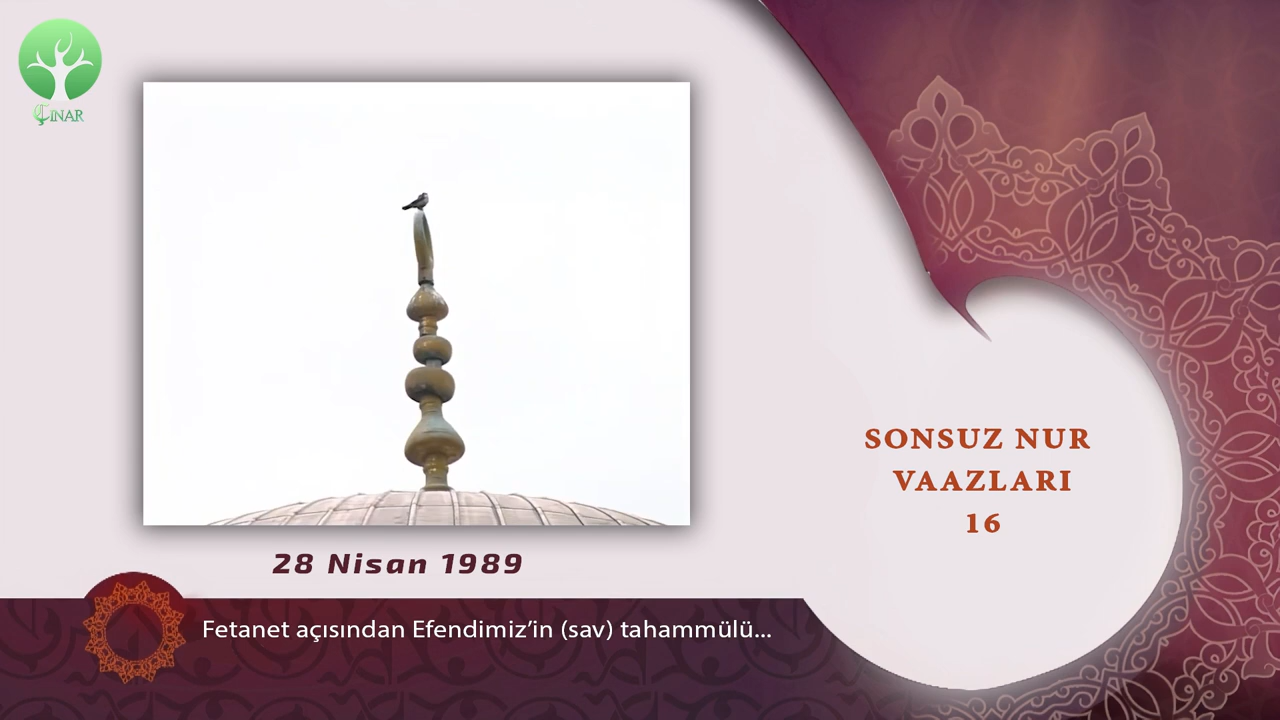 ÇINAR
28 Nisan 1989
SONSUZ NUR
VAAZLARI
16
Fetanet açısından Efendimiz’in (sav) tahammülü...